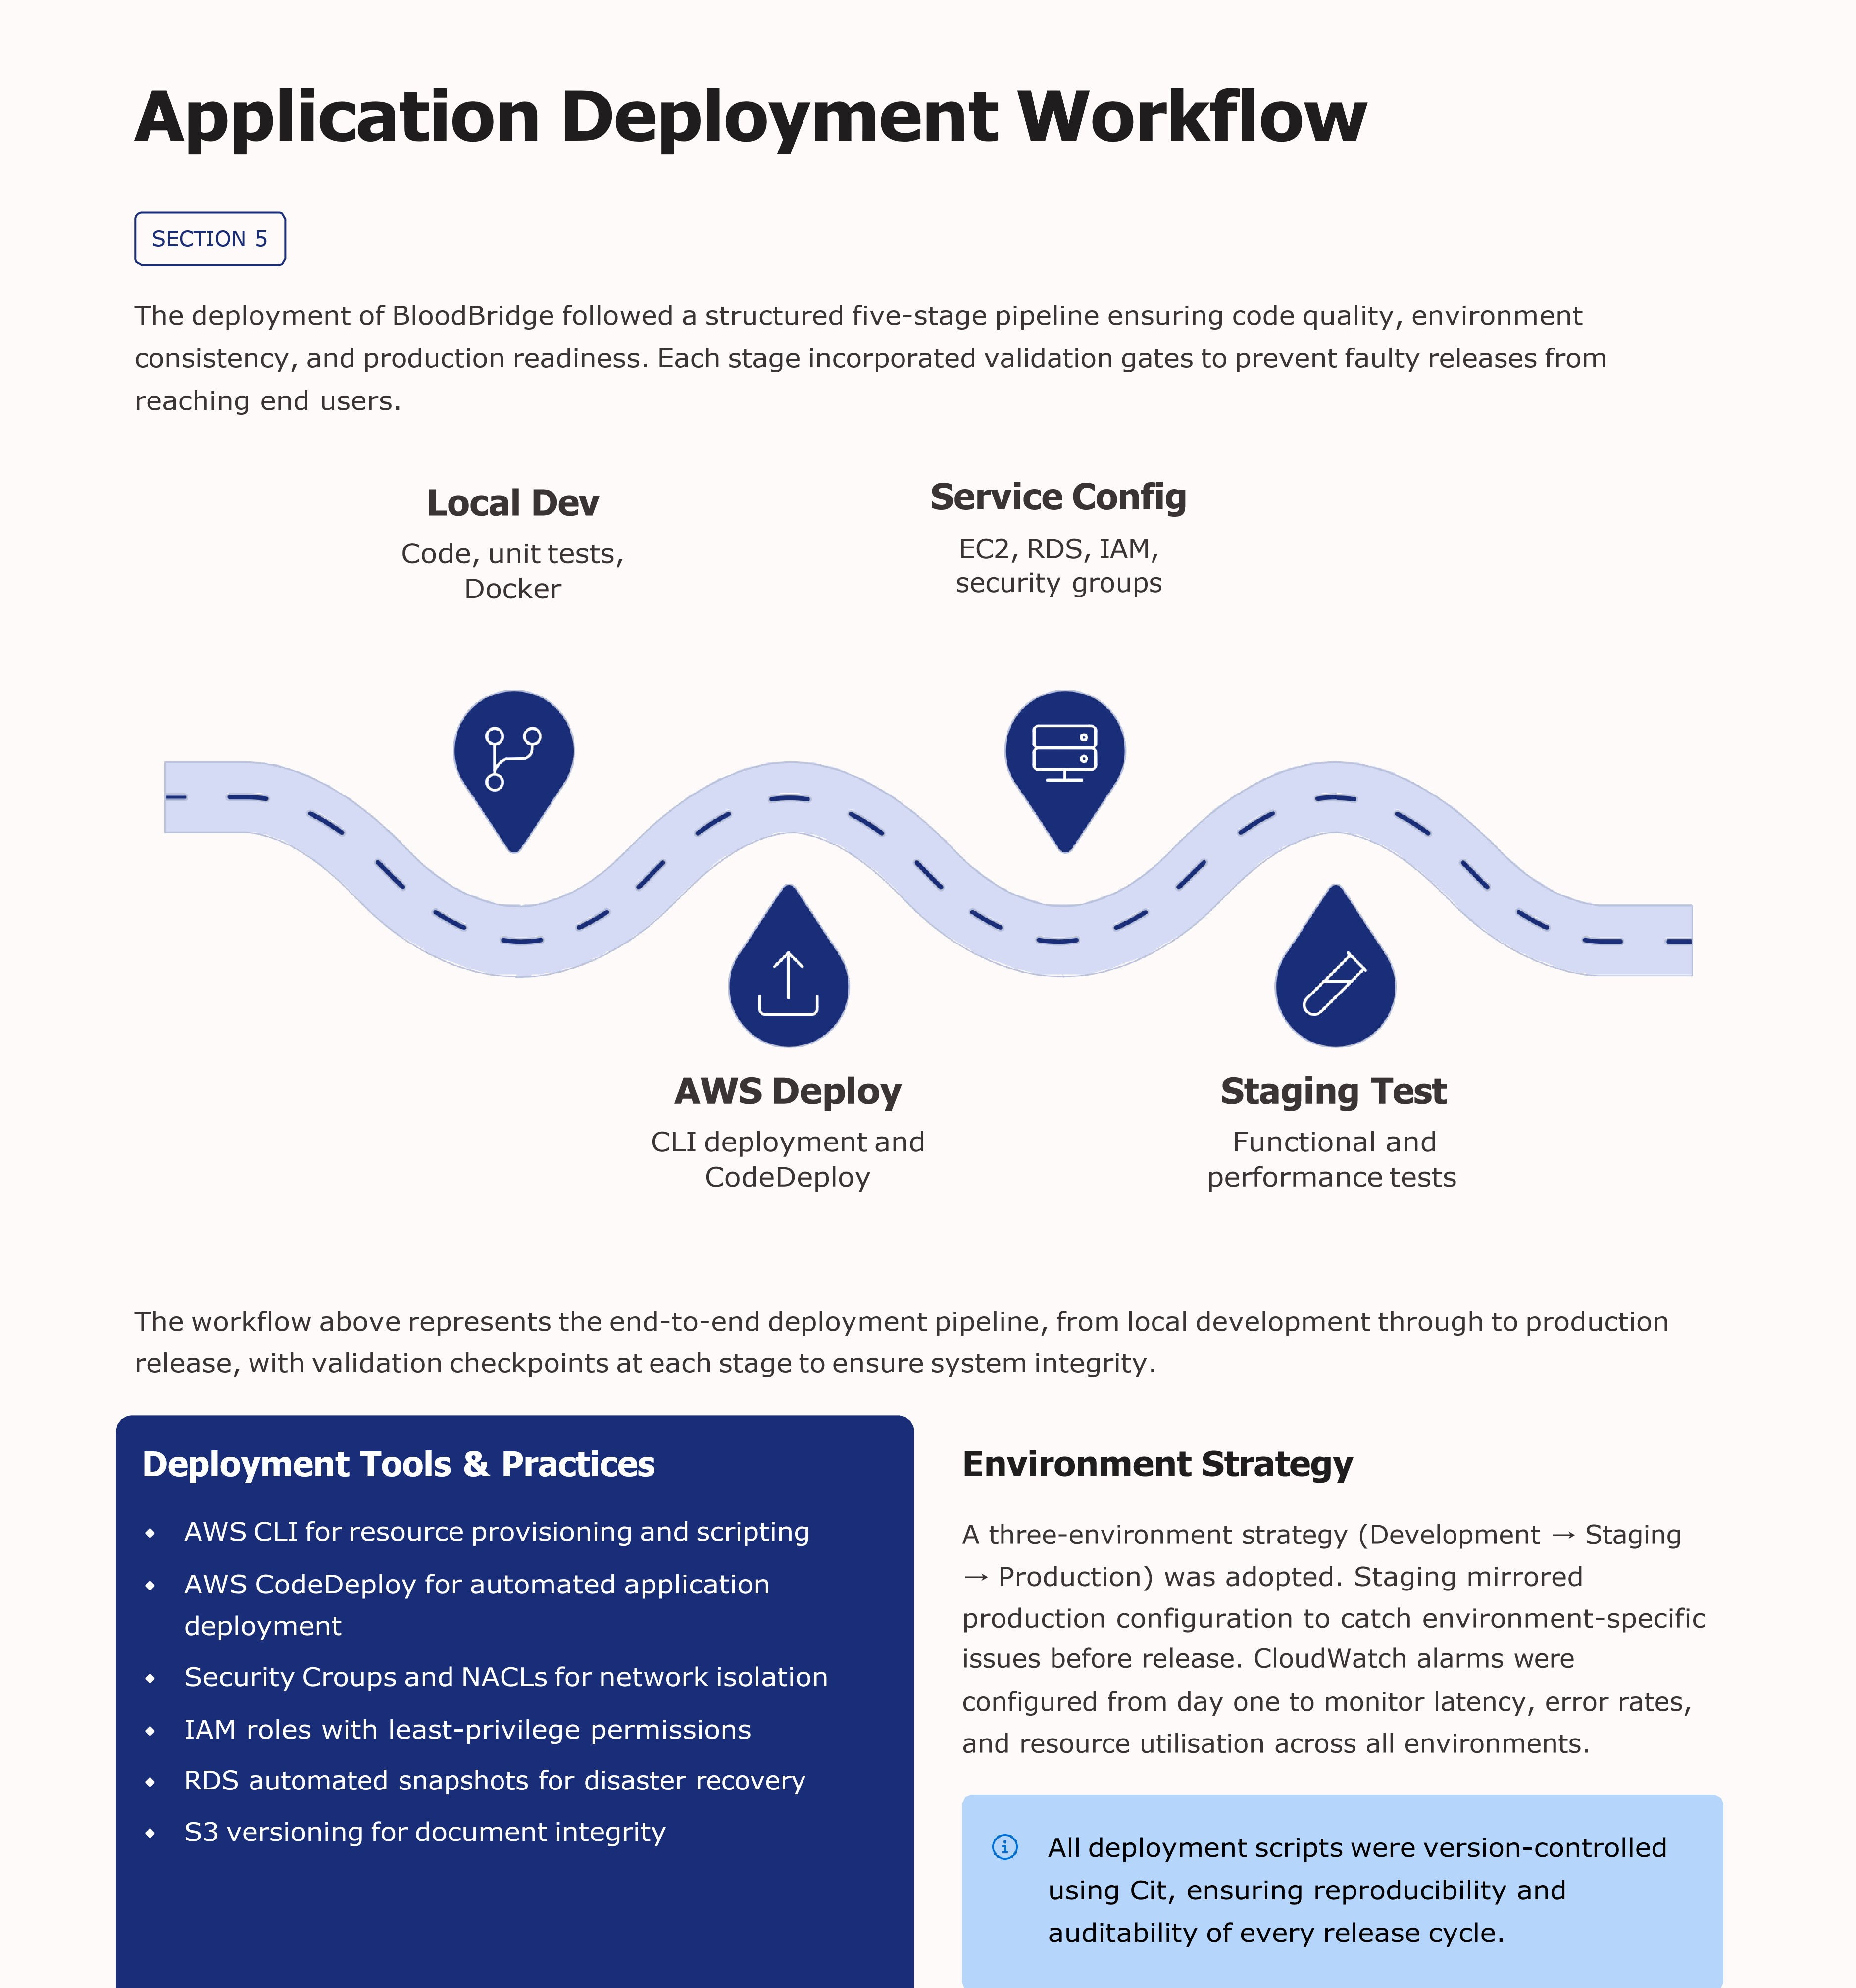 Application Deployment Workflow
SECTION 5
The deployment of BloodBridge followed a structured five-stage pipeline ensuring code quality, environment
consistency, and production readiness. Each stage incorporated validation gates to prevent faulty releases from
reaching end users.
Local Dev
Code, unit tests,
Docker
Service Config
EC2, RDS, IAM,
security groups
AWS Deploy
CLI deployment and
CodeDeploy
Staging Test
Functional and
performance tests
The workflow above represents the end-to-end deployment pipeline, from local development through to production
release, with validation checkpoints at each stage to ensure system integrity.
Deployment Tools & Practices
• AWS CLI for resource provisioning and scripting
• AWS CodeDeploy for automated application
deployment
• Security Croups and NACLs for network isolation
• IAM roles with least-privilege permissions
• RDS automated snapshots for disaster recovery
• S3 versioning for document integrity
Environment Strategy
A three-environment strategy (Development → Staging
→ Production) was adopted. Staging mirrored
production configuration to catch environment-specific
issues before release. CloudWatch alarms were
configured from day one to monitor latency, error rates,
and resource utilisation across all environments.
All deployment scripts were version-controlled
using Cit, ensuring reproducibility and
auditability of every release cycle.